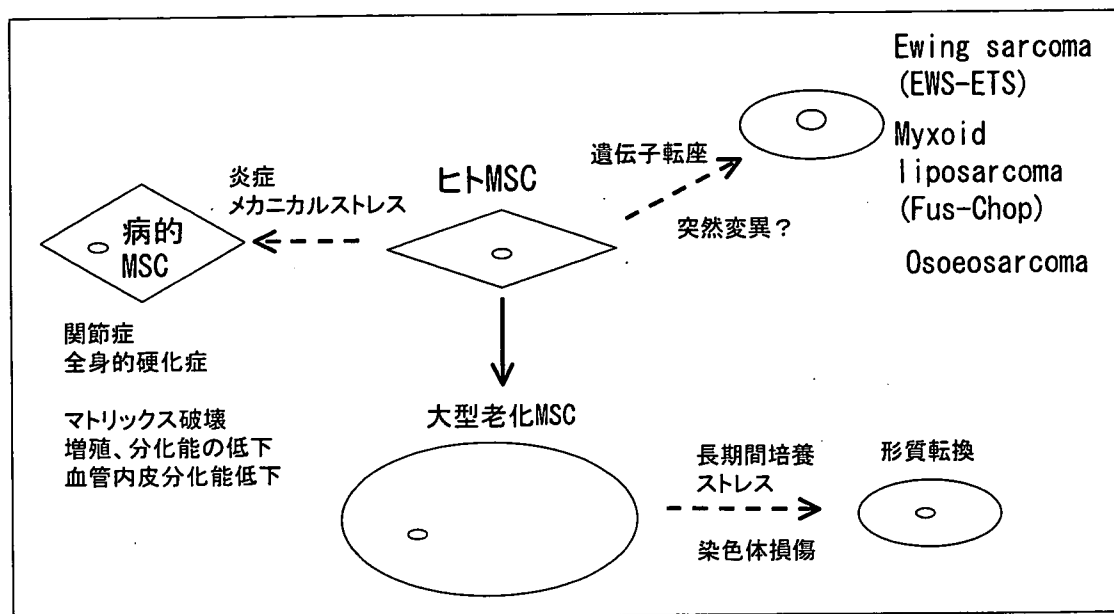 Ewing sarcoma
(EWS-ETS)
Myxoid
liposarcoma
(Fus-Chop)
Osoeosarcoma
遺伝子転座
突然変異?
ヒトMSC
炎症
メカニカルストレス
病的
MSC
関節症
全身的硬化症
マトリックス破壊
増殖、分化能の低下
血管内皮分化能低下
大型老化MSC
長期間培養
ストレス
染色体損傷
形質転換